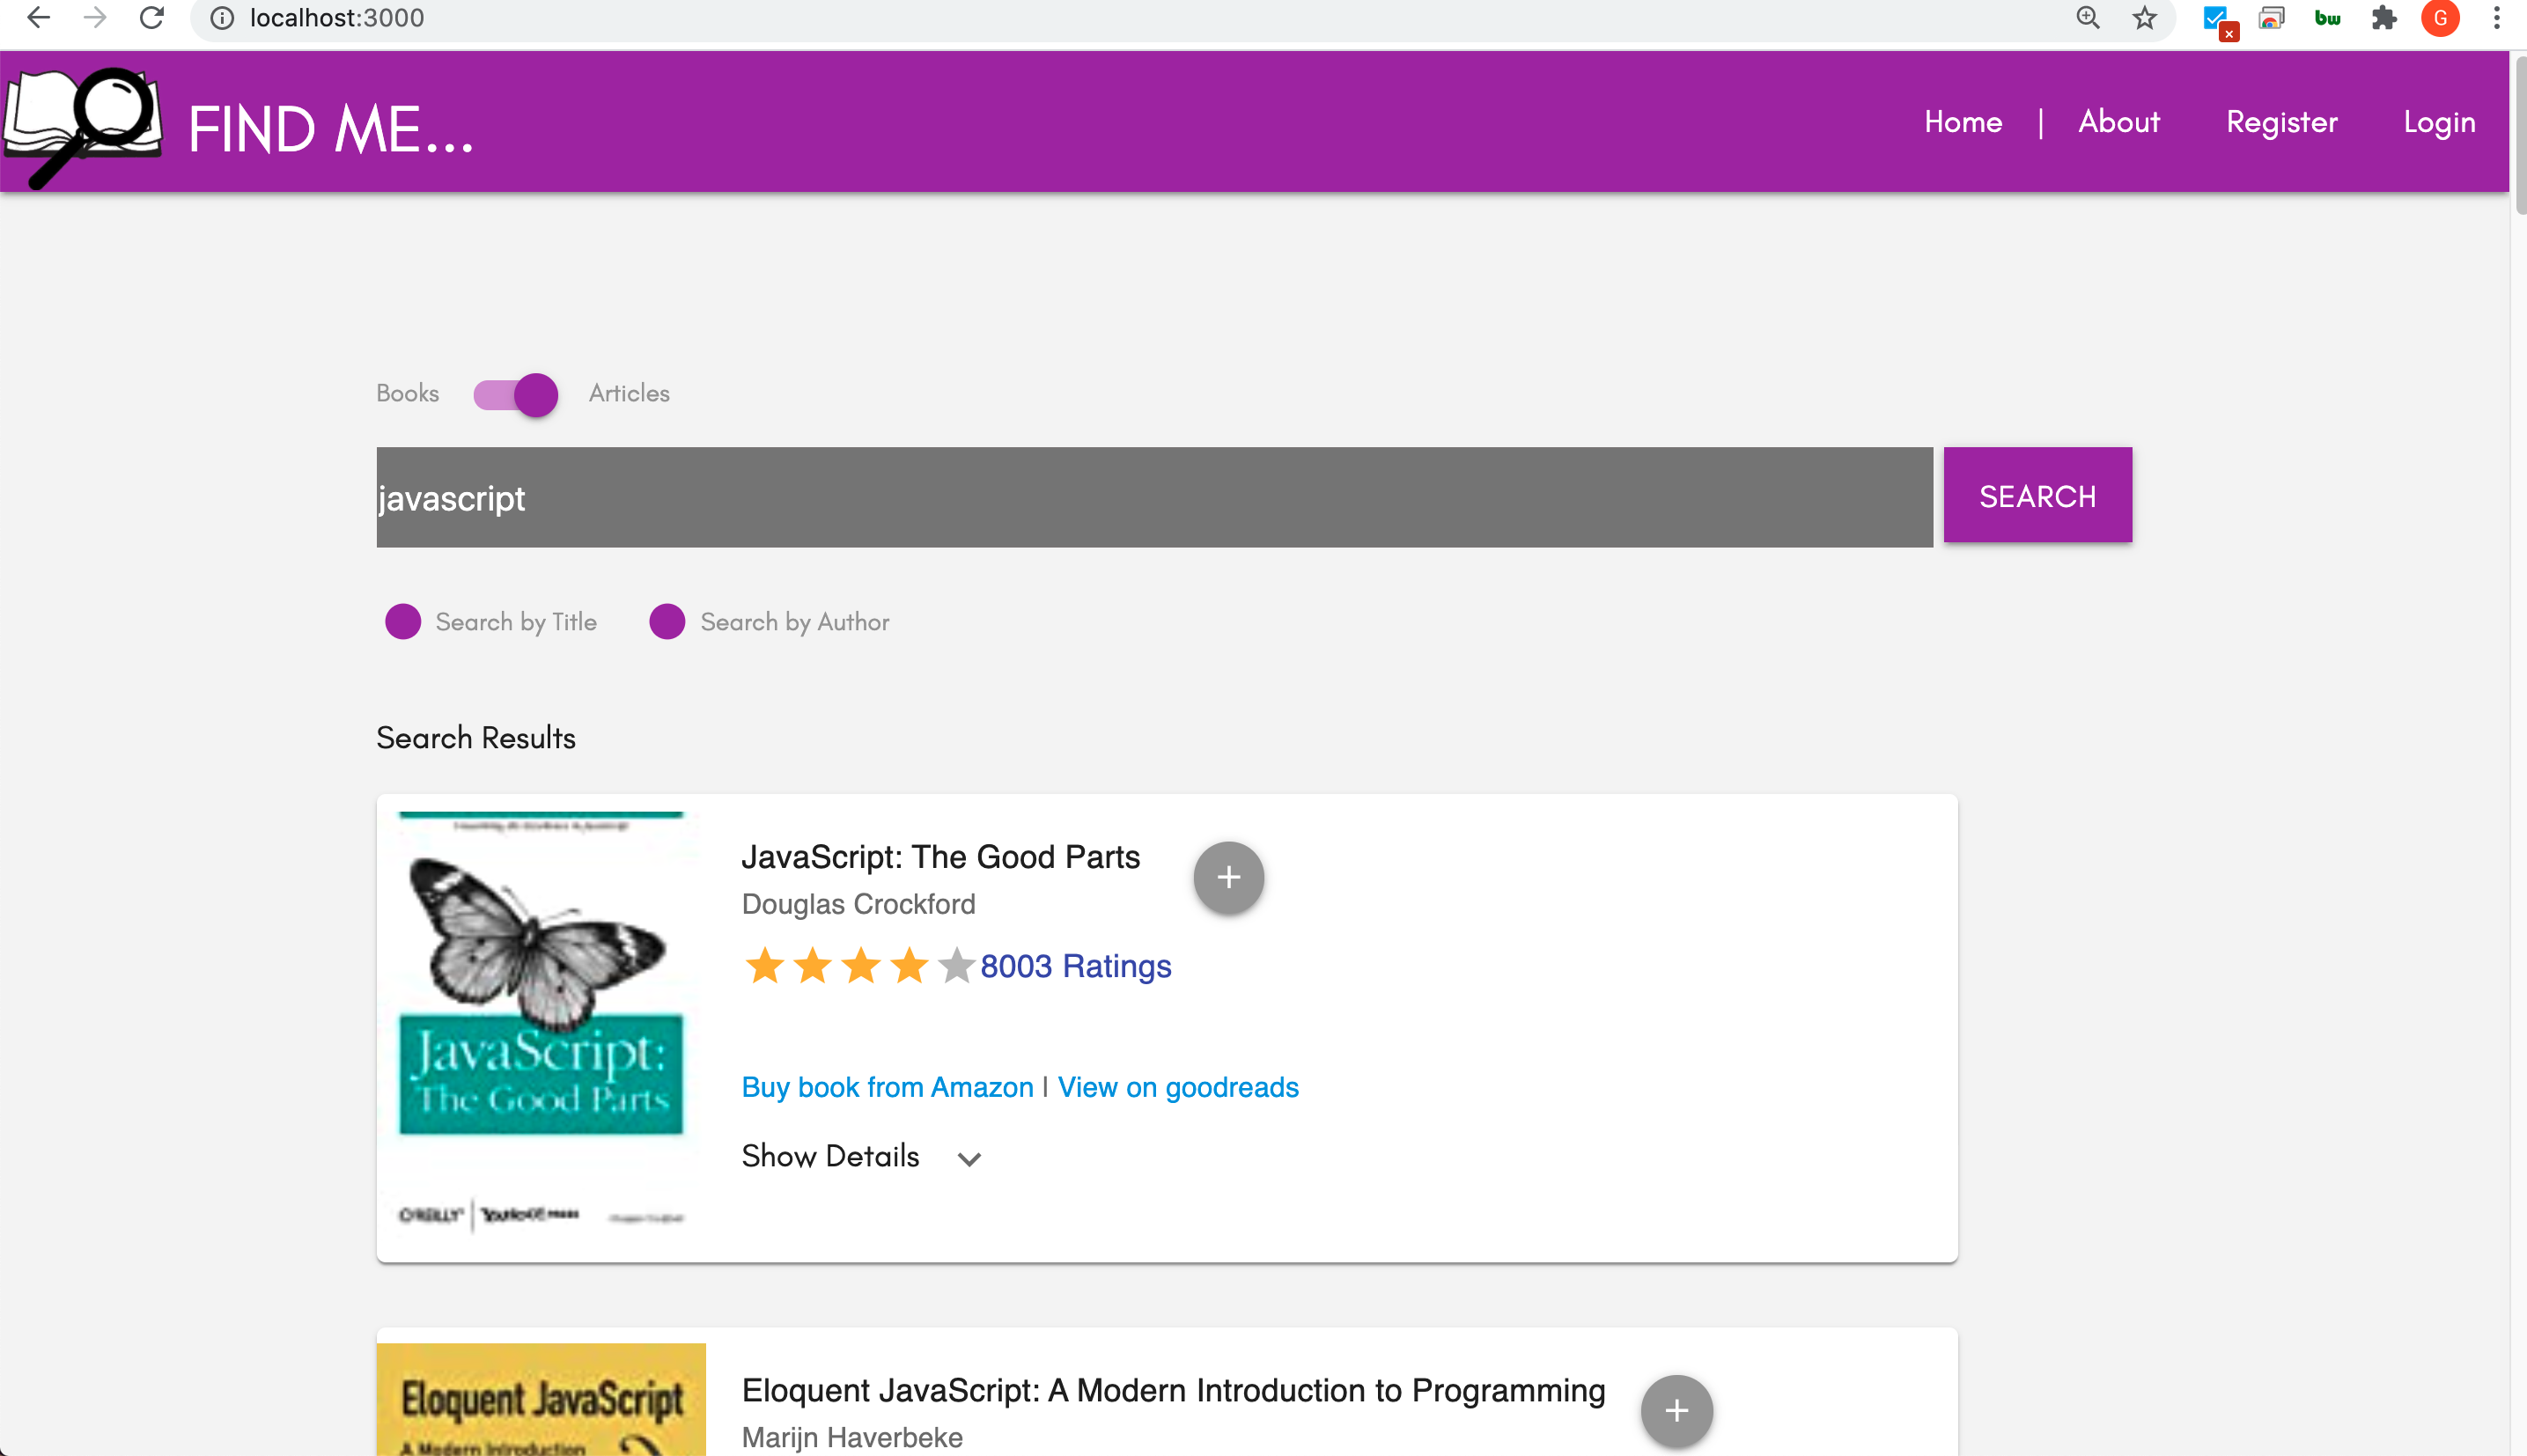 localhost:3000
bw
G
FIND ME...
Home | About Register Login
Books Articles
javascript
SEARCH
Search by Title Search by Author
Search Results
JavaScript: The Good Parts
Douglas Crockford
8003 Ratings
Buy book from Amazon | View on goodreads
Show Details
JavaScript:
The Good Parts
O'REILLY
Eloquent JavaScript: A Modern Introduction to Programming
Marijn Haverbeke
Eloquent JavaScript
A Modern Introduction